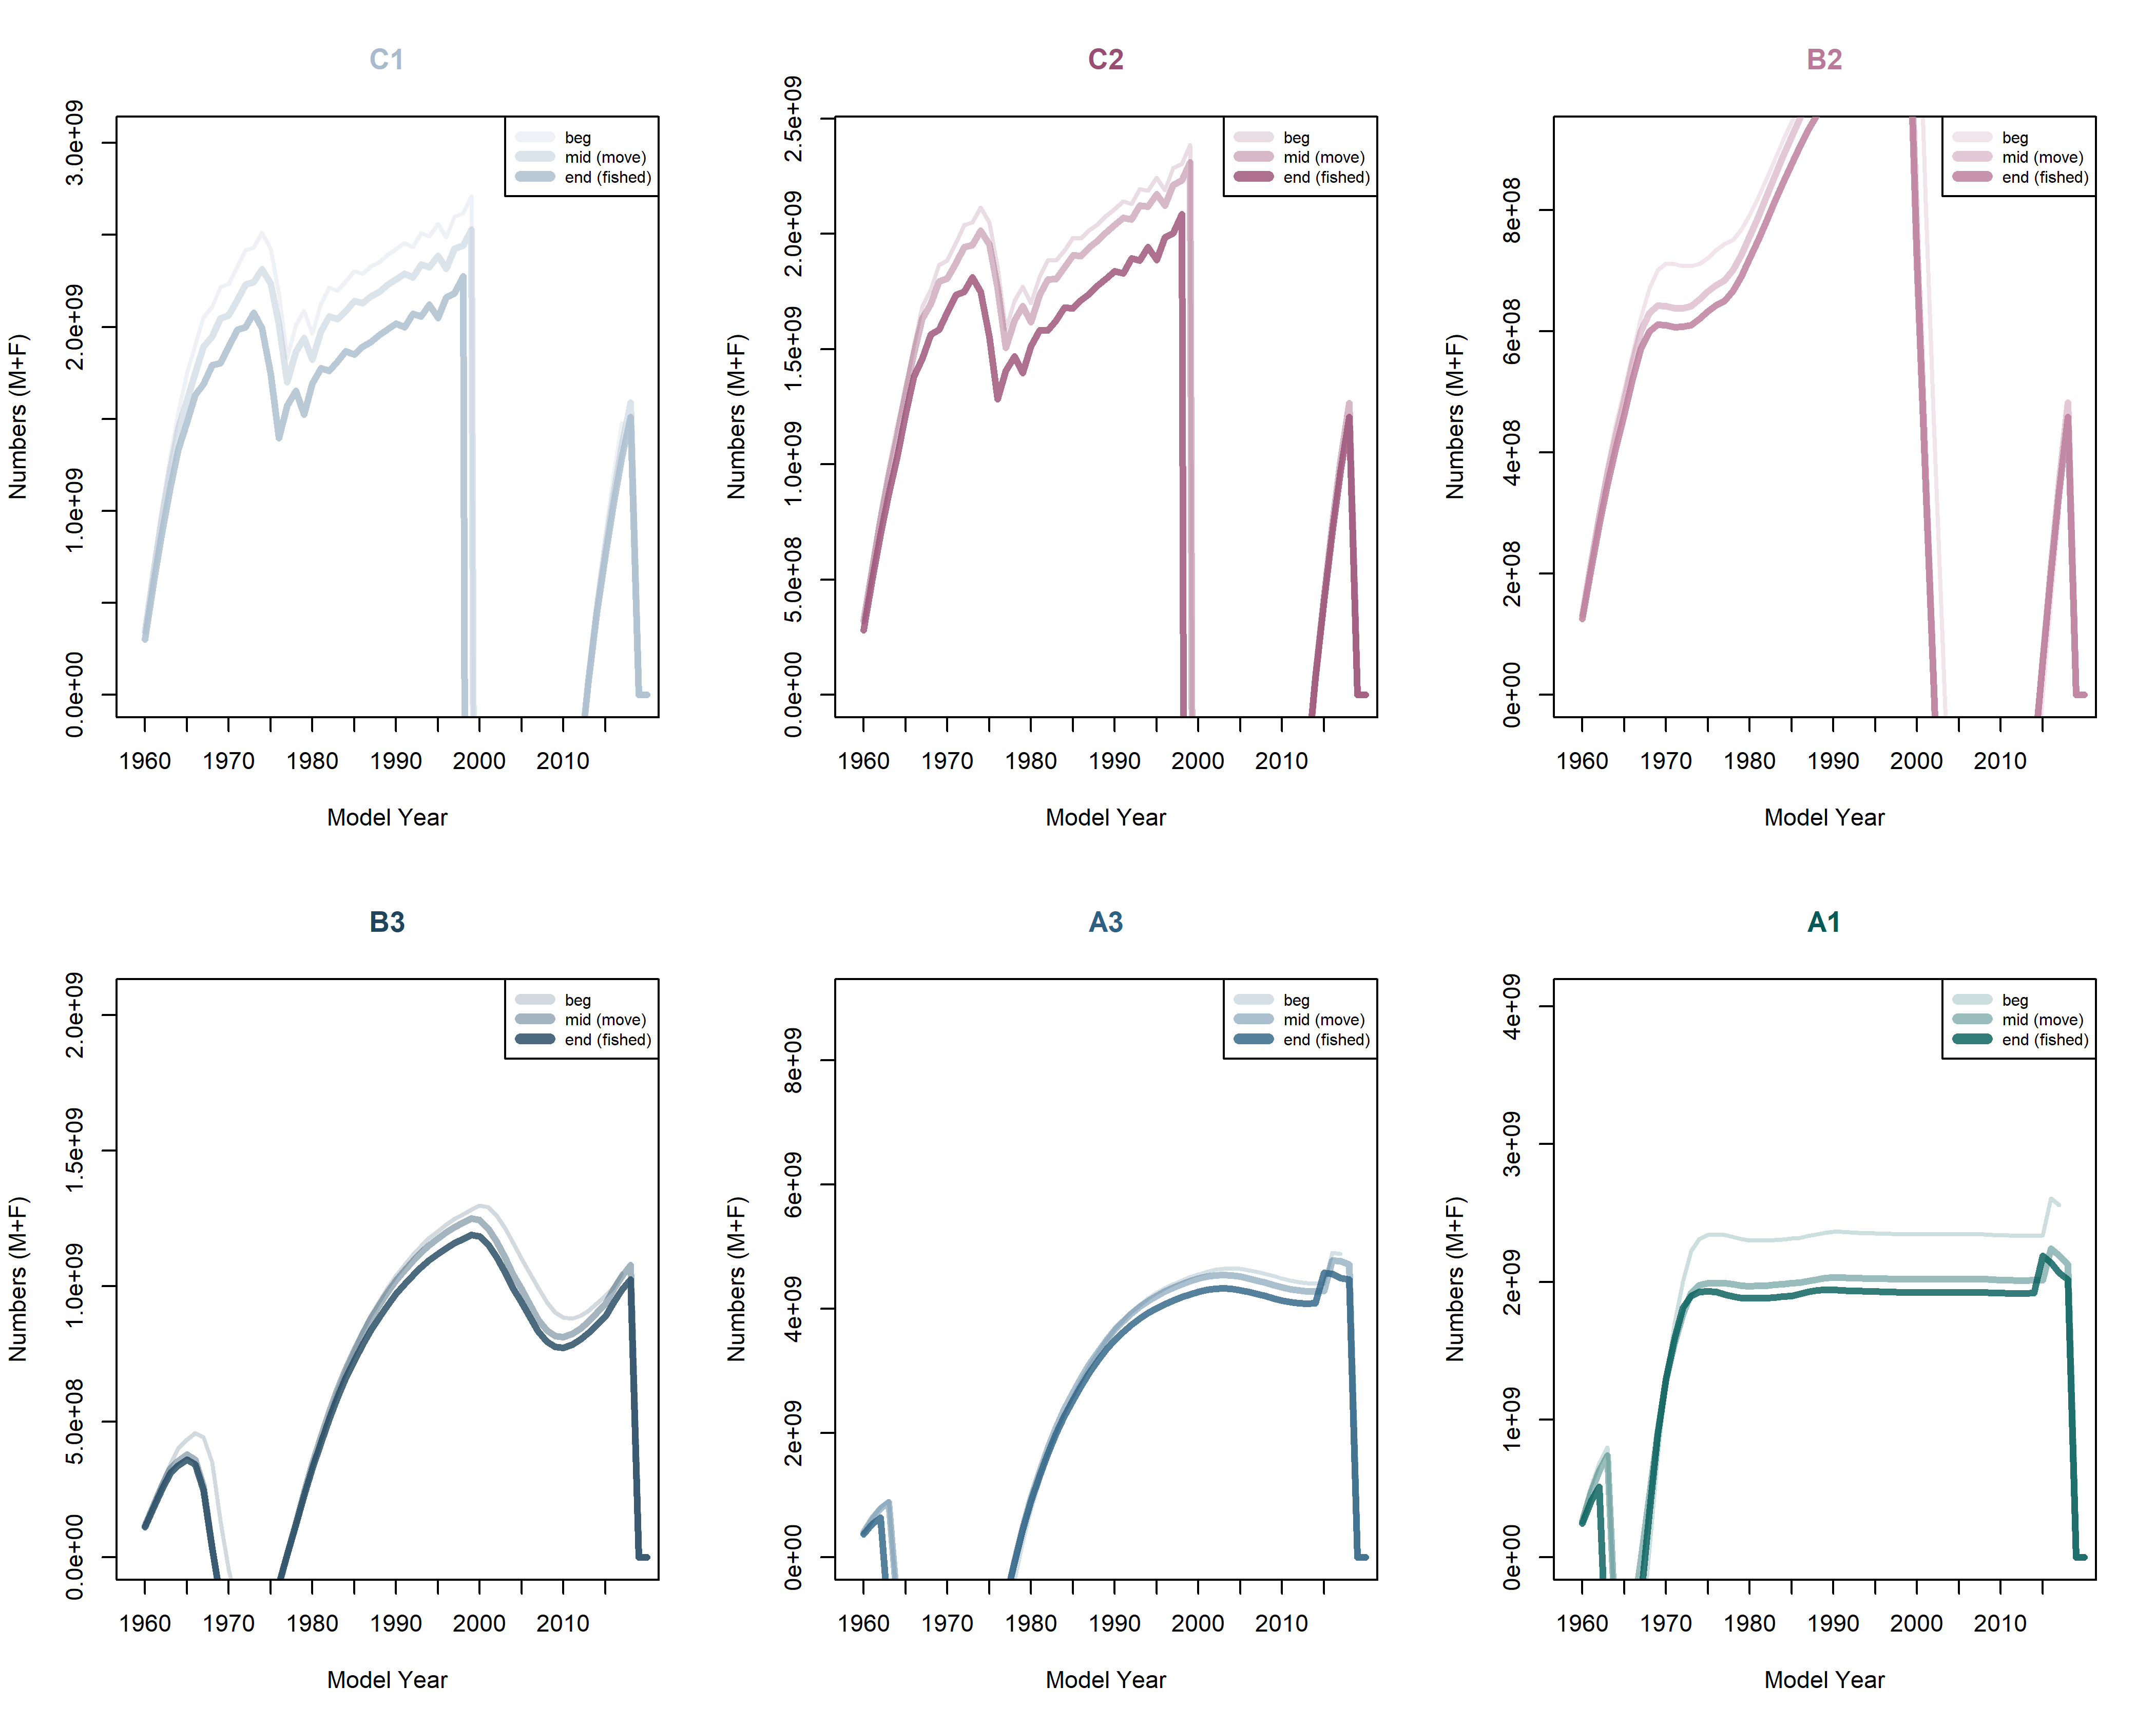 C1
3.0e+09
2.0e+09
1.0e+09
0.0e+00
Numbers (M+F)
beg
mid (move)
end (fished)
1960 1970 1980 1990 2000 2010
Model Year
C2
2.5e+09
2.0e+09
1.5e+09
1.0e+09
5.0e+08
0.0e+00
Numbers (M+F)
beg
mid (move)
end (fished)
1960 1970 1980 1990 2000 2010
Model Year
B2
8e+08
6e+08
4e+08
2e+08
0e+00
Numbers (M+F)
beg
mid (move)
end (fished)
1960 1970 1980 1990 2000 2010
Model Year
B3
2.0e+09
1.5e+09
1.0e+09
5.0e+08
0.0e+00
Numbers (M+F)
beg
mid (move)
end (fished)
1960 1970 1980 1990 2000 2010
Model Year
A3
8e+09
6e+09
4e+09
2e+09
0e+00
Numbers (M+F)
beg
mid (move)
end (fished)
1960 1970 1980 1990 2000 2010
Model Year
A1
4e+09
3e+09
2e+09
1e+09
0e+00
Numbers (M+F)
beg
mid (move)
end (fished)
1960 1970 1980 1990 2000 2010
Model Year